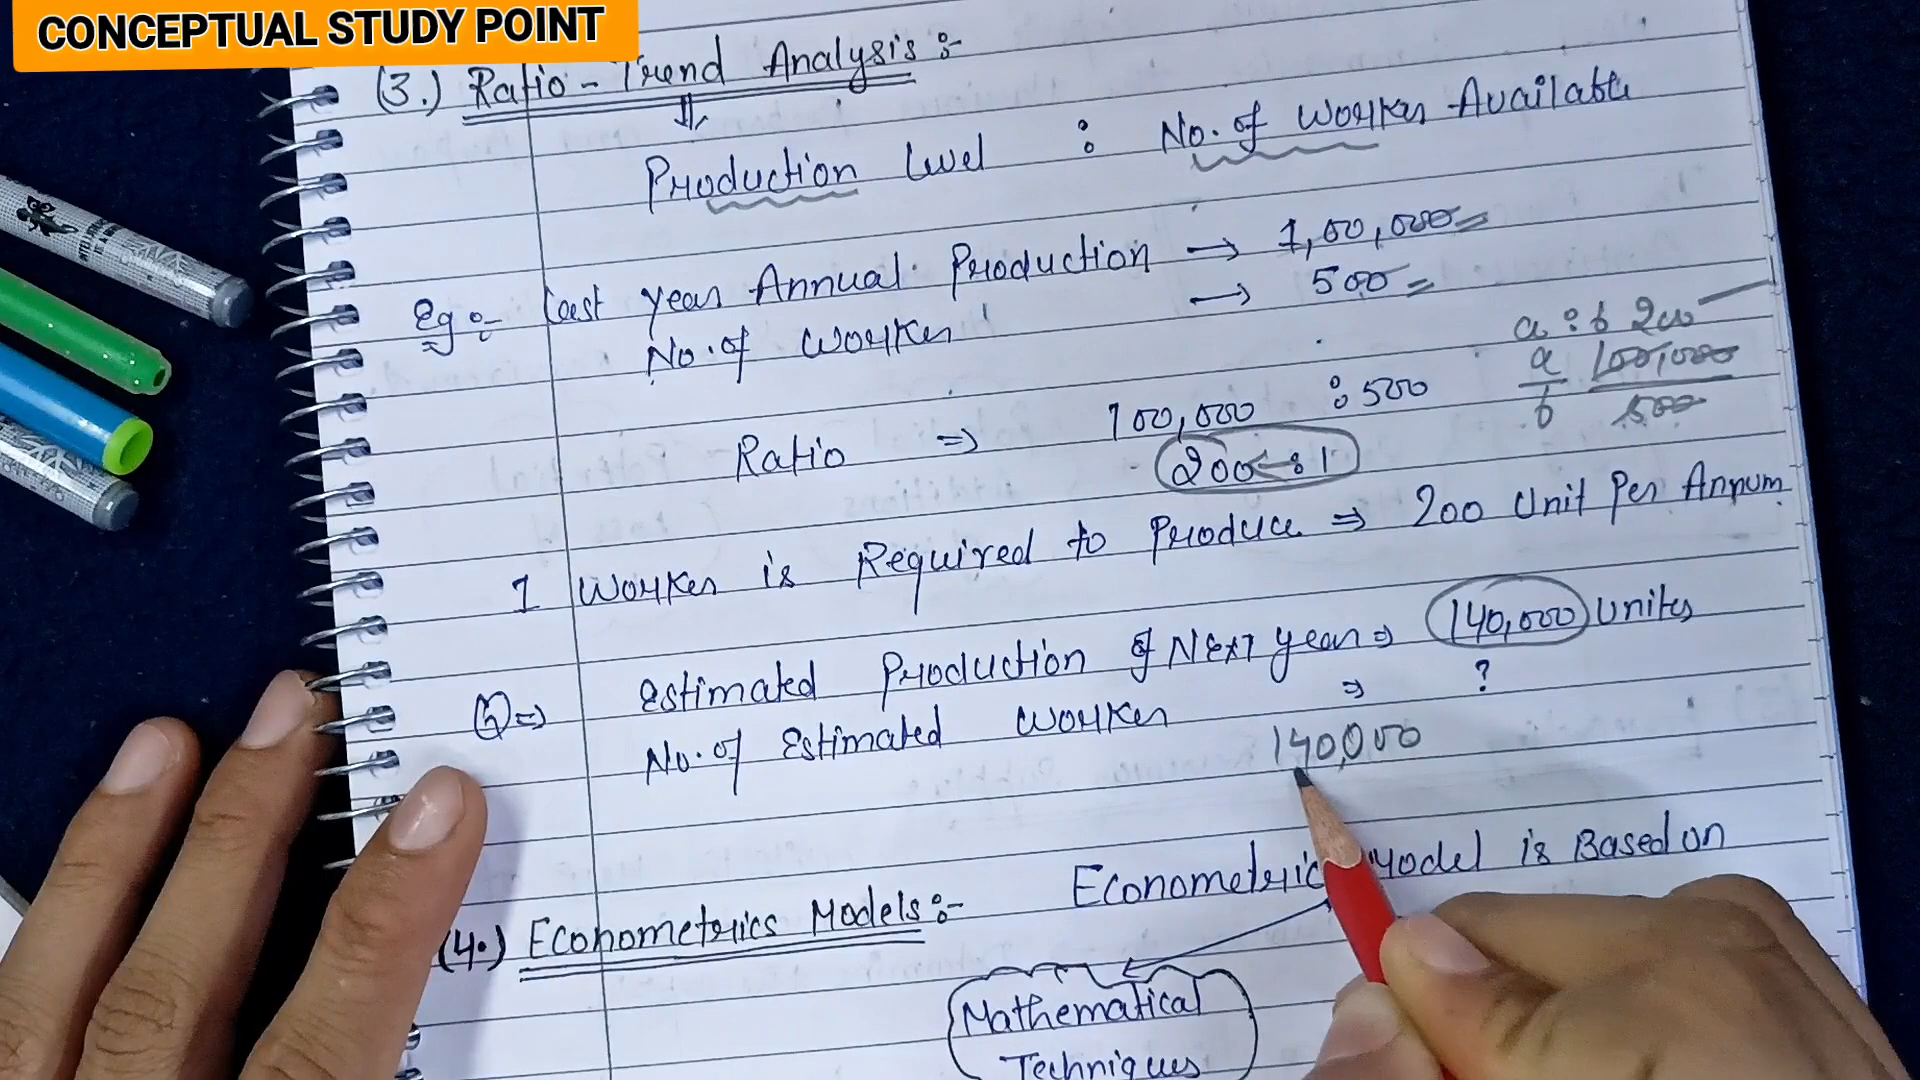 CONCEPTUAL STUDY POINT
(3.) Ratio - Trend Analysis :-
Production Level : No. of Worker Available
Eg :- Last year Annual Production → 1,00,000
No. of Worker → 500
a : b 200
a/b 100,000/500
Ratio ⇒ 100,000 : 500
200 : 1
1 Worker is Required to Produce ⇒ 200 Unit Per Annum
Q ⇒ Estimated Production of Next year ⇒ 140,000 Unites
No. of Estimated Worker ⇒ ?
140,000
(4.) Econometrics Models :- Econometric Model is Based on
Mathematical
Techniques